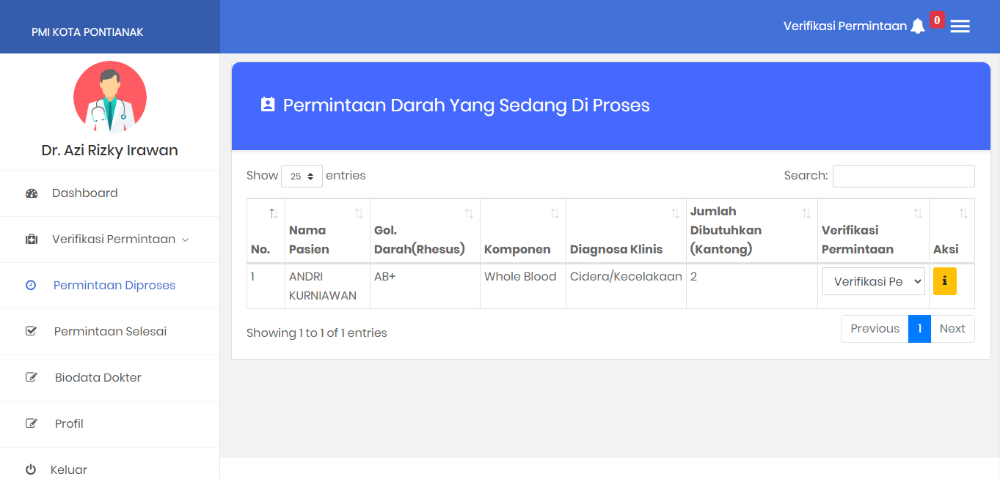 PMI KOTA PONTIANAK
Verifikasi Permintaan 0
Dr. Azi Rizky Irawan
Dashboard
Verifikasi Permintaan
Permintaan Diproses
Permintaan Selesai
Biodata Dokter
Profil
Keluar
Permintaan Darah Yang Sedang Di Proses
Show 25 entries
Search:
No.
Nama
Pasien
Gol.
Darah(Rhesus)
Komponen
Diagnosa Klinis
Jumlah
Dibutuhkan
(Kantong)
Verifikasi
Permintaan
Aksi
1
ANDRI
KURNIAWAN
AB+
Whole Blood
Cidera/Kecelakaan
2
Verifikasi Pe
i
Showing 1 to 1 of 1 entries
Previous 1 Next